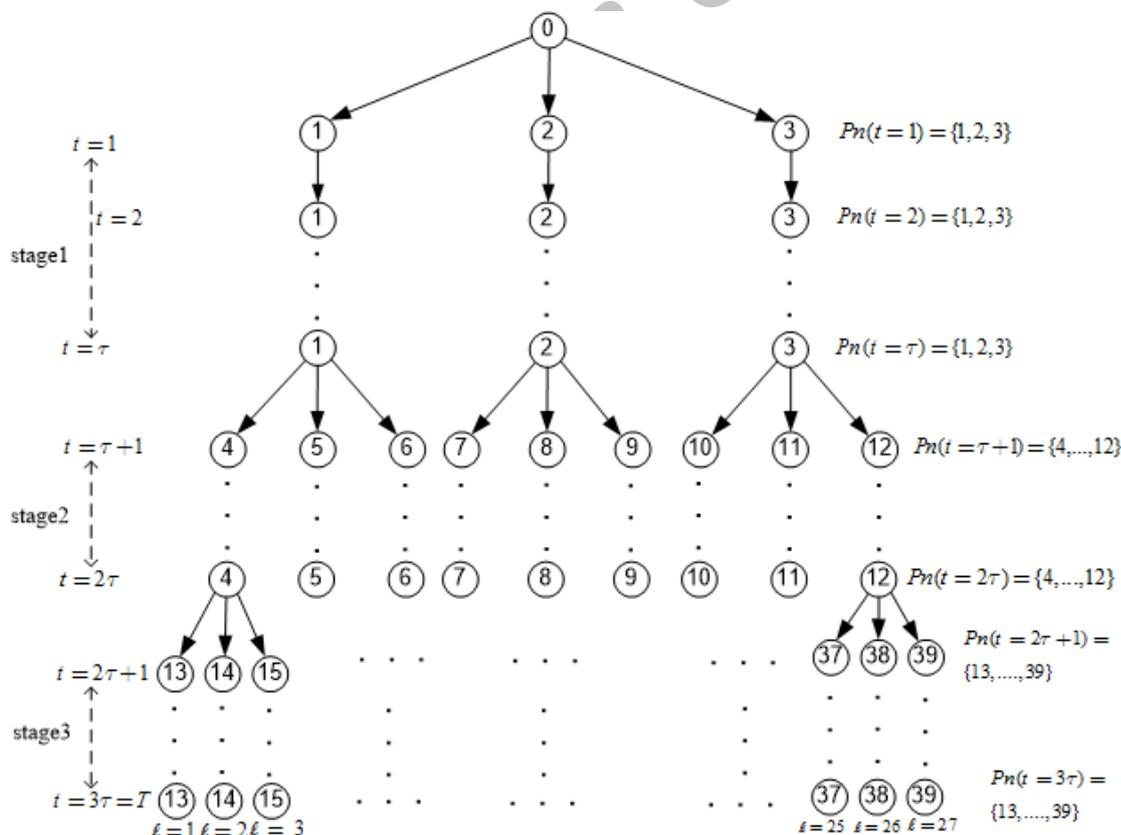 0
t = 1
1 2 3 Pn(t = 1) = {1, 2, 3}
t = 2
1 2 3 Pn(t = 2) = {1, 2, 3}
stage1
t = τ
1 2 3 Pn(t = τ) = {1, 2, 3}
t = τ + 1
4 5 6 7 8 9 10 11 12 Pn(t = τ + 1) = {4,...,12}
stage2
t = 2τ
4 5 6 7 8 9 10 11 12 Pn(t = 2τ) = {4,...,12}
Pn(t = 2τ + 1) =
{13,....,39}
t = 2τ + 1 13 14 15 . . . . . . . . . 37 38 39
stage3
Pn(t = 3τ) =
{13,....,39}
t = 3τ = T 13 14 15 . . . . . . . . . 37 38 39
ℓ = 1 ℓ = 2 ℓ = 3 ℓ = 25 ℓ = 26 ℓ = 27